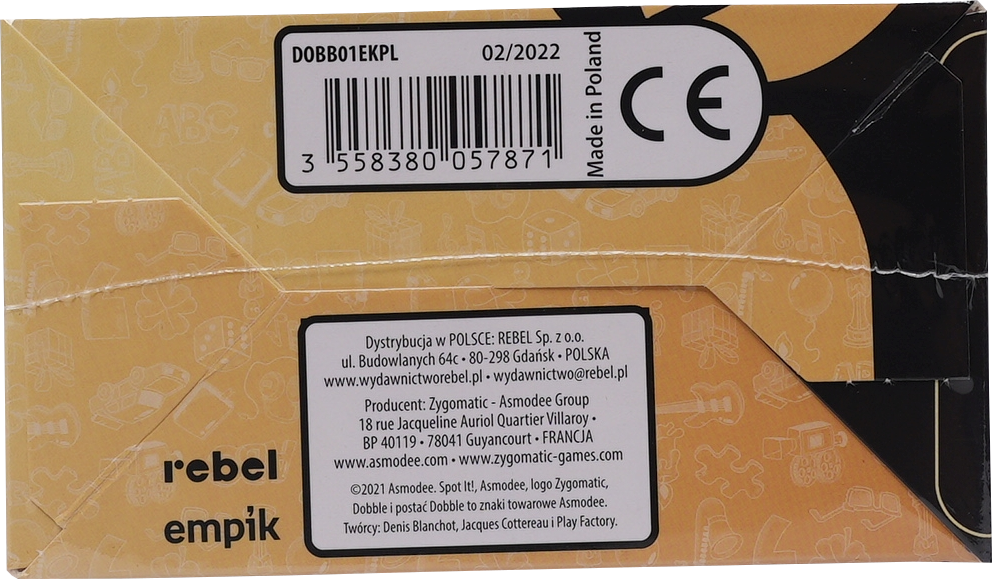 DOBB01EKPL 02/2022
3 558380 057871
Made in Poland
CE
ABC
Dystrybucja w POLSCE: REBEL Sp. z o.o.
ul. Budowlanych 64c • 80-298 Gdańsk • POLSKA
www.wydawnictworebel.pl • wydawnictwo@rebel.pl
Producent: Zygomatic - Asmodee Group
18 rue Jacqueline Auriol Quartier Villaroy •
BP 40119 • 78041 Guyancourt • FRANCJA
www.asmodee.com • www.zygomatic-games.com
©2021 Asmodee. Spot It!, Asmodee, logo Zygomatic,
Dobble i postać Dobble to znaki towarowe Asmodee.
Twórcy: Denis Blanchot, Jacques Cottereau i Play Factory.
rebel
empik